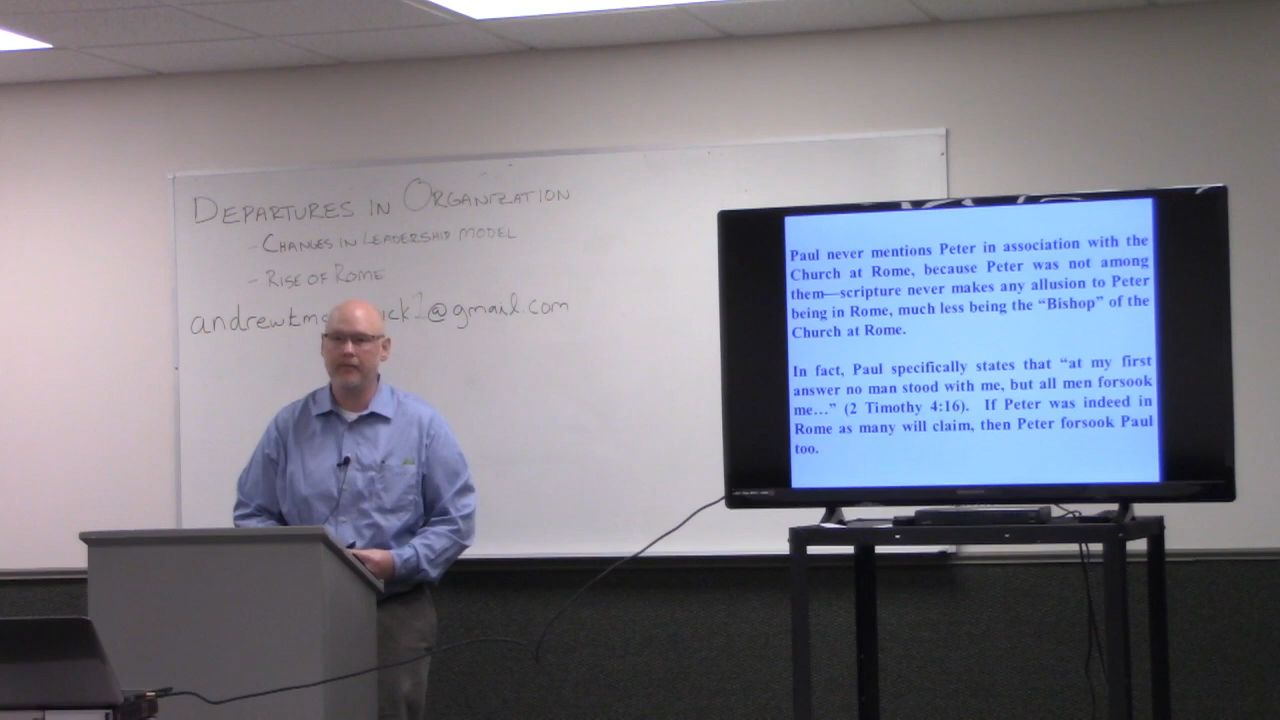 DEPARTURES IN ORGANIZATION
- CHANGES IN LEADERSHIP MODEL
- RISE OF ROME
@gmail.com
Paul never mentions Peter in association with the
Church at Rome, because Peter was not among
them—scripture never makes any allusion to Peter
being in Rome, much less being the “Bishop” of the
Church at Rome.
In fact, Paul specifically states that “at my first
answer no man stood with me, but all men forsook
me…” (2 Timothy 4:16). If Peter was indeed in
Rome as many will claim, then Peter forsook Paul
too.